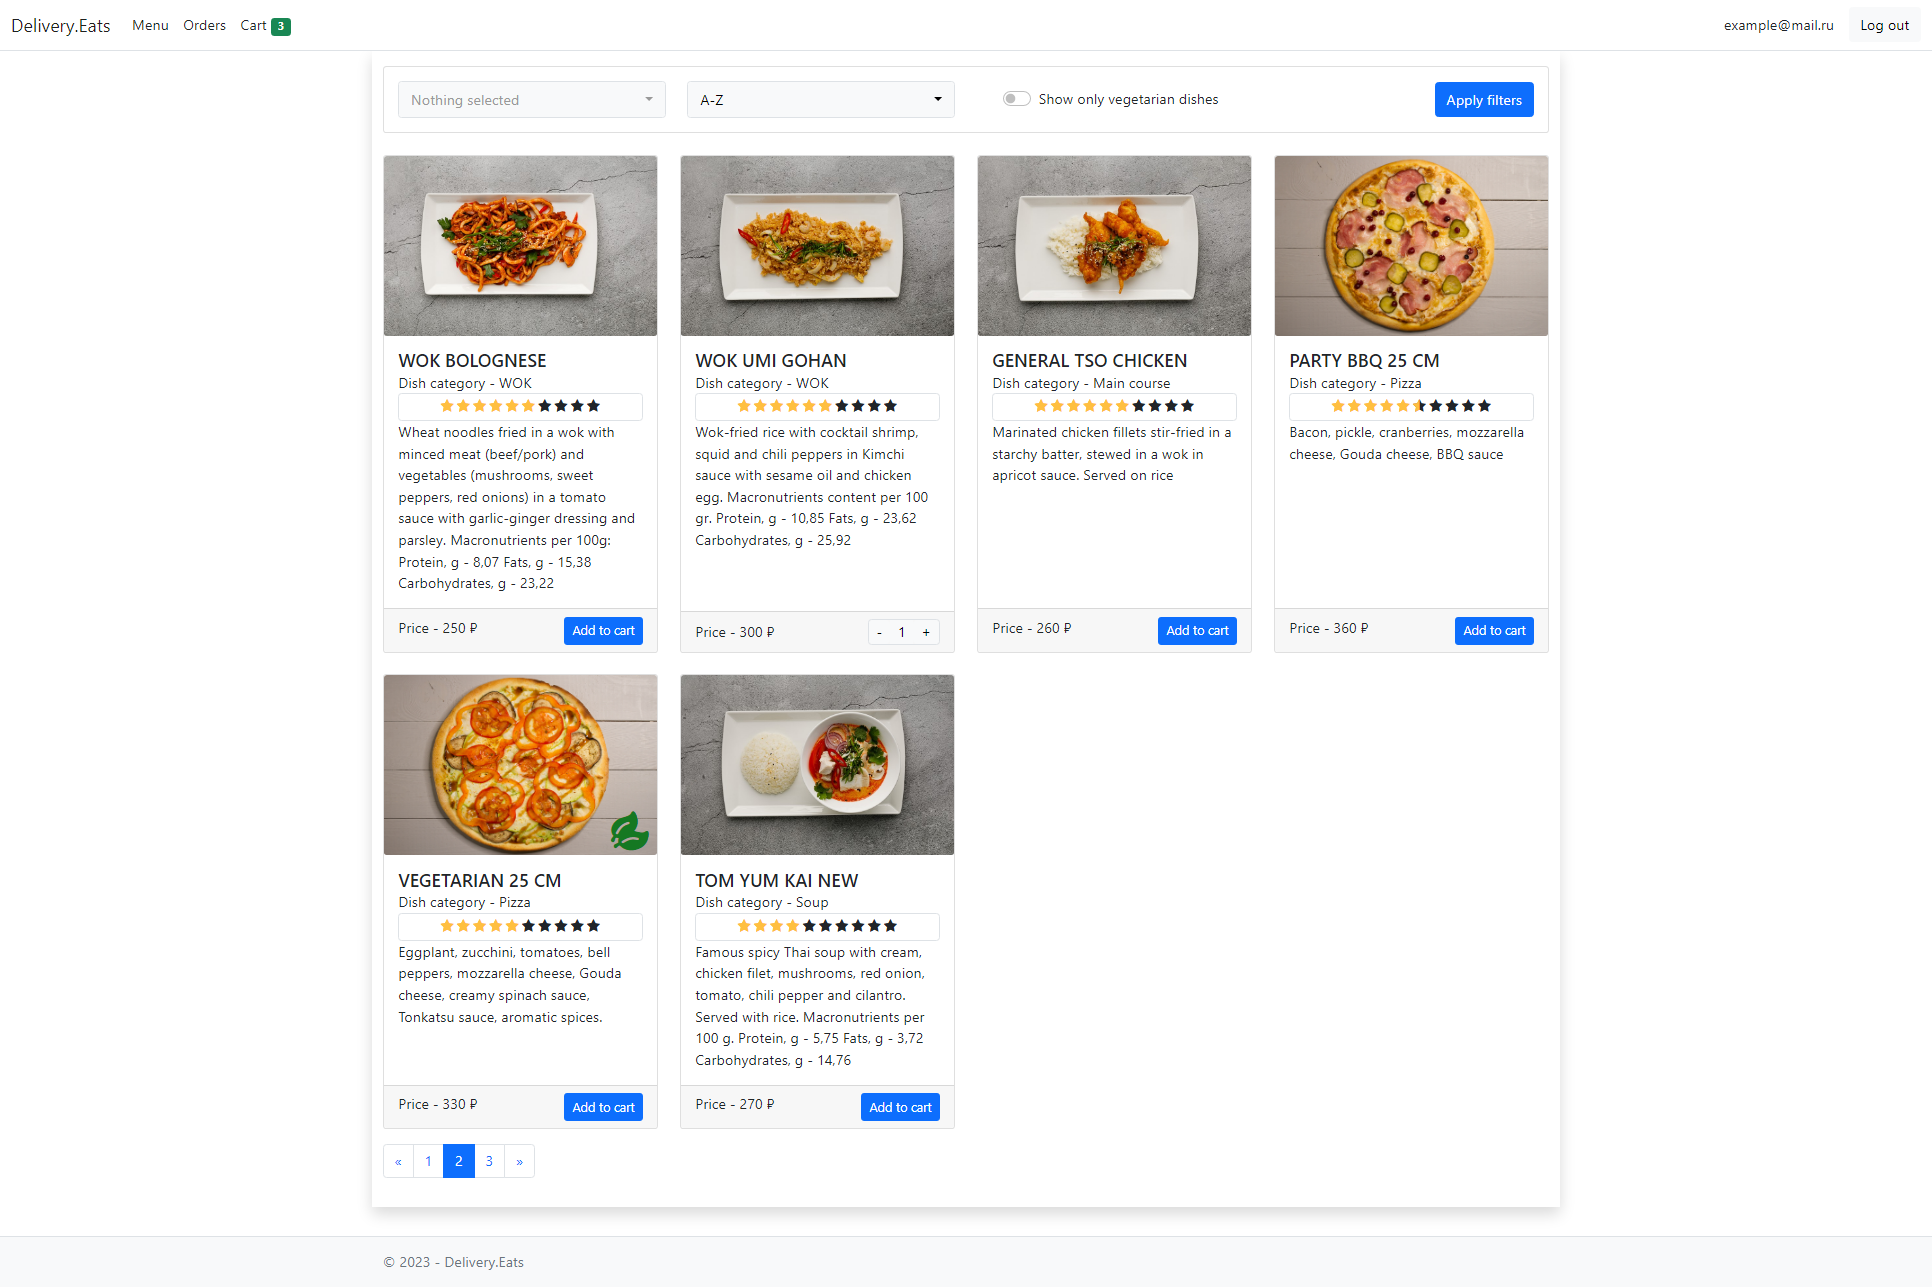 Delivery.Eats Menu Orders Cart 3 example@mail.ru Log out
Nothing selected A-Z Show only vegetarian dishes Apply filters
WOK BOLOGNESE
Dish category - WOK
Wheat noodles fried in a wok with
minced meat (beef/pork) and
vegetables (mushrooms, sweet
peppers, red onions) in a tomato
sauce with garlic-ginger dressing and
parsley. Macronutrients per 100g:
Protein, g - 8,07 Fats, g - 15,38
Carbohydrates, g - 23,22
Price - 250 ₽ Add to cart
WOK UMI GOHAN
Dish category - WOK
Wok-fried rice with cocktail shrimp,
squid and chili peppers in Kimchi
sauce with sesame oil and chicken
egg. Macronutrients content per 100
gr. Protein, g - 10,85 Fats, g - 23,62
Carbohydrates, g - 25,92
Price - 300 ₽ - 1 +
GENERAL TSO CHICKEN
Dish category - Main course
Marinated chicken fillets stir-fried in a
starchy batter, stewed in a wok in
apricot sauce. Served on rice
Price - 260 ₽ Add to cart
PARTY BBQ 25 CM
Dish category - Pizza
Bacon, pickle, cranberries, mozzarella
cheese, Gouda cheese, BBQ sauce
Price - 360 ₽ Add to cart
VEGETARIAN 25 CM
Dish category - Pizza
Eggplant, zucchini, tomatoes, bell
peppers, mozzarella cheese, Gouda
cheese, creamy spinach sauce,
Tonkatsu sauce, aromatic spices.
Price - 330 ₽ Add to cart
TOM YUM KAI NEW
Dish category - Soup
Famous spicy Thai soup with cream,
chicken filet, mushrooms, red onion,
tomato, chili pepper and cilantro.
Served with rice. Macronutrients per
100 g. Protein, g - 5,75 Fats, g - 3,72
Carbohydrates, g - 14,76
Price - 270 ₽ Add to cart
« 1 2 3 »
© 2023 - Delivery.Eats